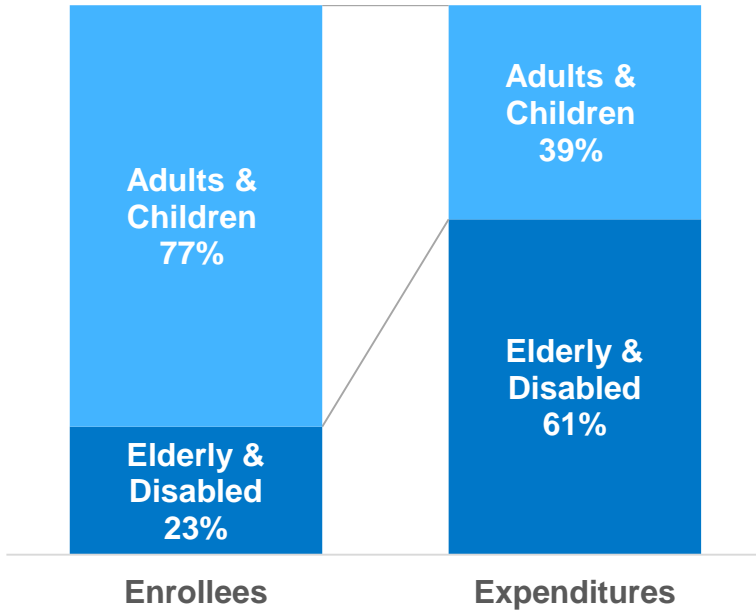 Adults &
Children
77%
Elderly &
Disabled
23%
Adults &
Children
39%
Elderly &
Disabled
61%
Enrollees
Expenditures